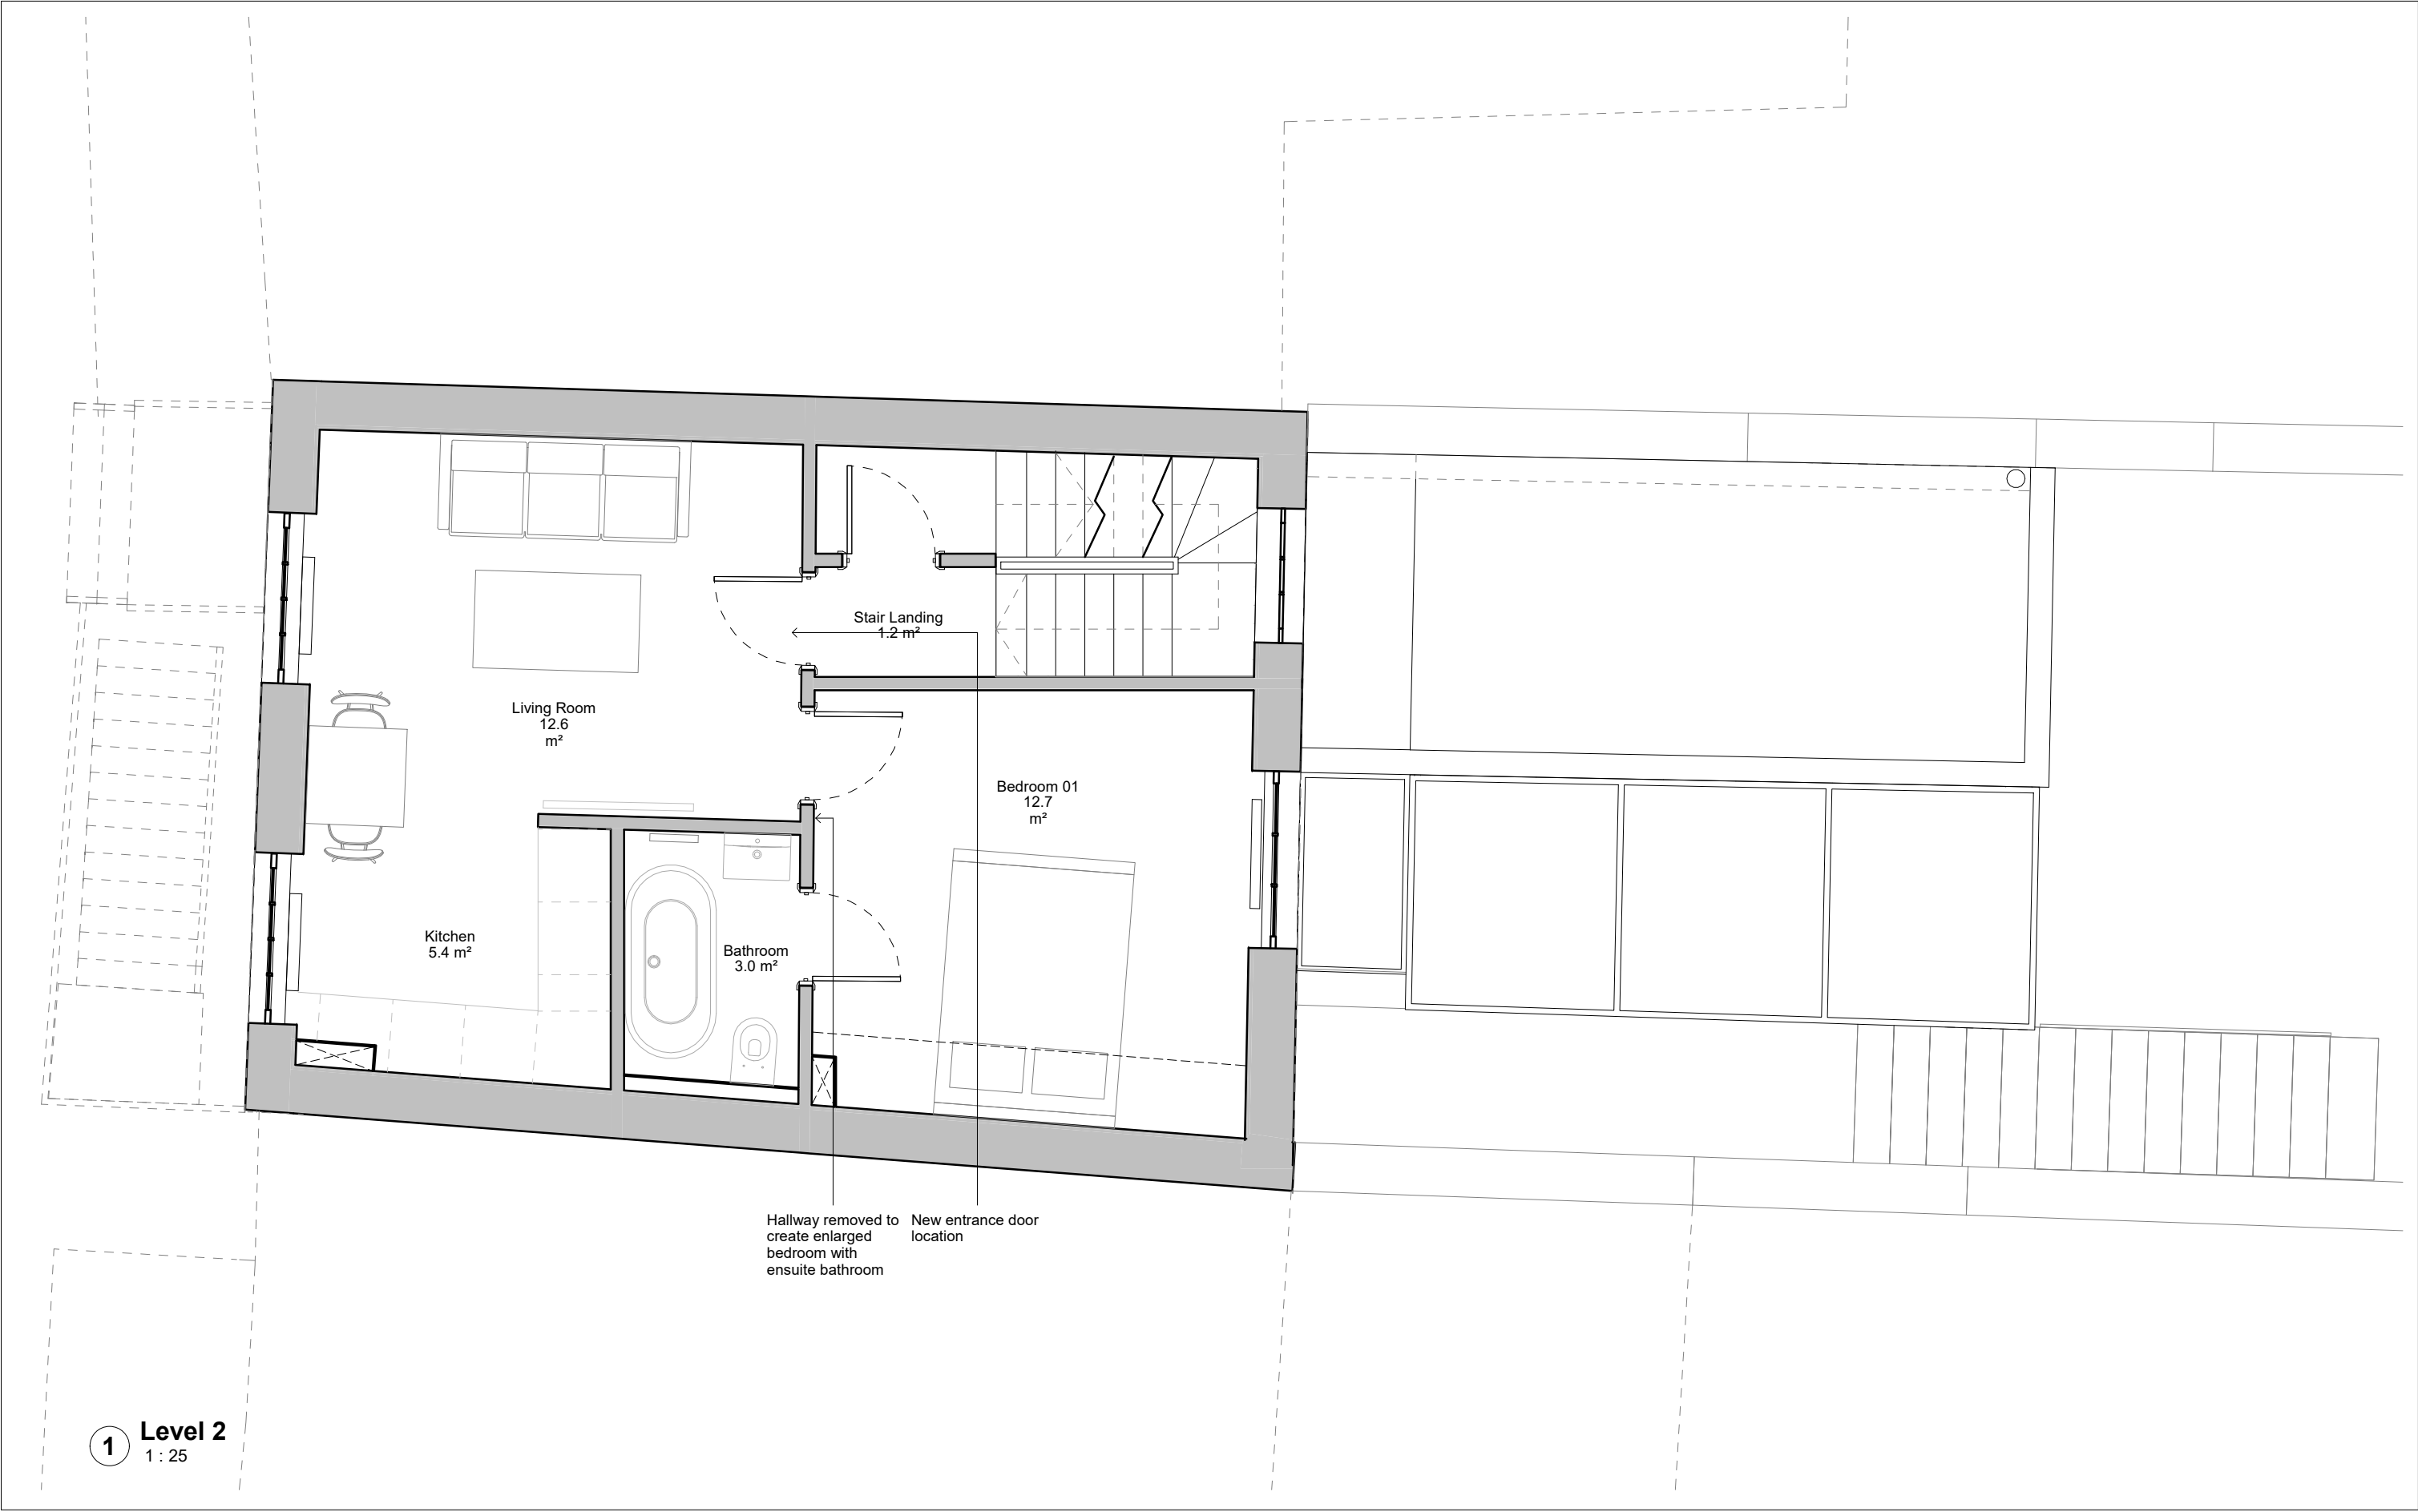 Stair Landing
1.2 m²
Living Room
12.6
m²
Bedroom 01
12.7
m²
Kitchen
5.4 m²
Bathroom
3.0 m²
Hallway removed to
create enlarged
bedroom with
ensuite bathroom
New entrance door
location
1
Level 2
1 : 25